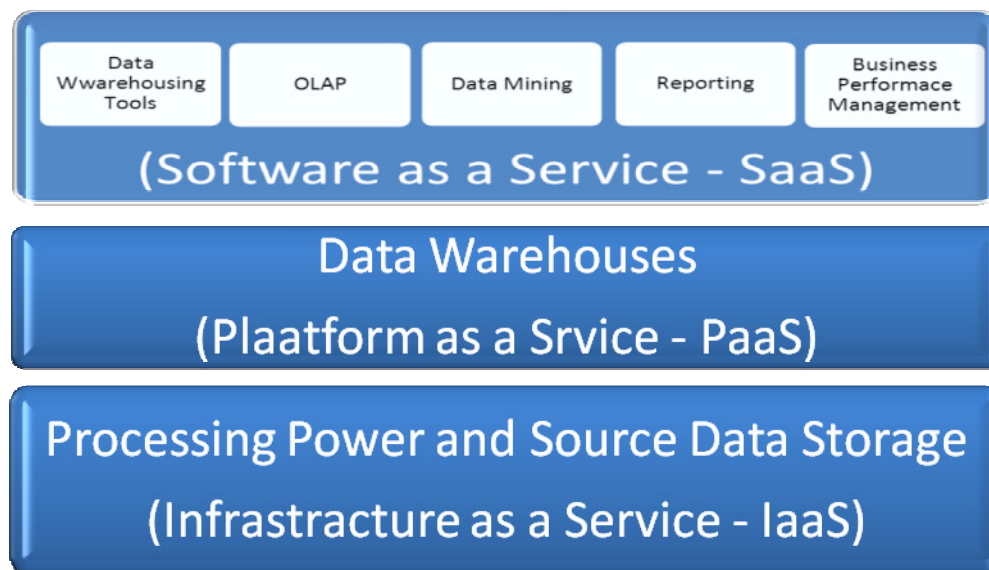 Data
Wwarehousing
Tools
OLAP
Data Mining
Reporting
Business
Performace
Management
(Software as a Service - SaaS)
Data Warehouses
(Plaatform as a Srvice - PaaS)
Processing Power and Source Data Storage
(Infrastracture as a Service - IaaS)